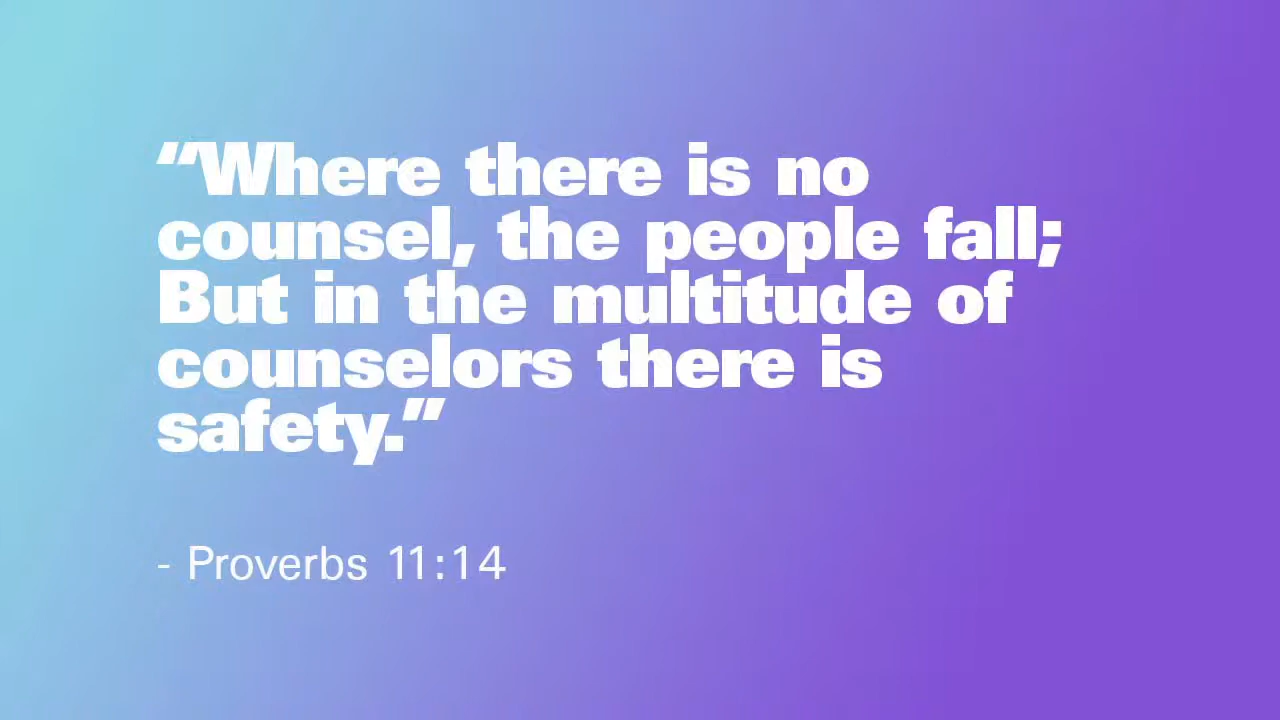 “Where there is no
counsel, the people fall;
But in the multitude of
counselors there is
safety.”
- Proverbs 11:14